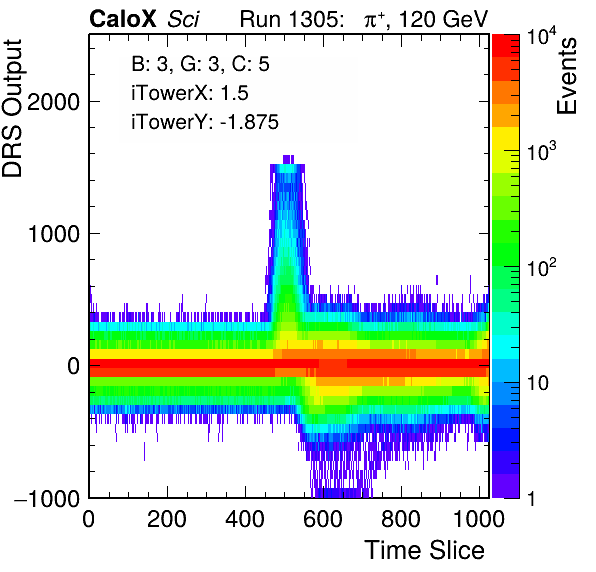 CaloX Sci Run 1305: π⁺, 120 GeV
B: 3, G: 3, C: 5
iTowerX: 1.5
iTowerY: -1.875
DRS Output
2000
1000
0
−1000
0 200 400 600 800 1000
Time Slice
Events
10⁴
10³
10²
10
1